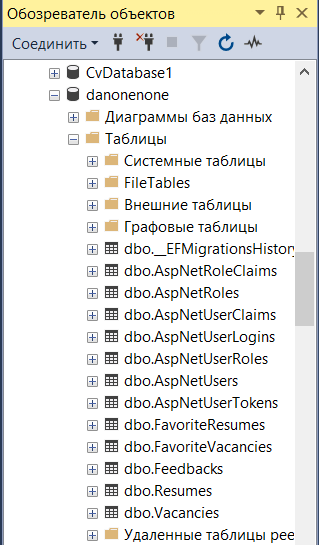 Обозреватель объектов
Соединить
CvDatabase1
danonenone
Диаграммы баз данных
Таблицы
Системные таблицы
FileTables
Внешние таблицы
Графовые таблицы
dbo.__EFMigrationsHistory
dbo.AspNetRoleClaims
dbo.AspNetRoles
dbo.AspNetUserClaims
dbo.AspNetUserLogins
dbo.AspNetUserRoles
dbo.AspNetUsers
dbo.AspNetUserTokens
dbo.FavoriteResumes
dbo.FavoriteVacancies
dbo.Feedbacks
dbo.Resumes
dbo.Vacancies
Удаленные таблицы рее